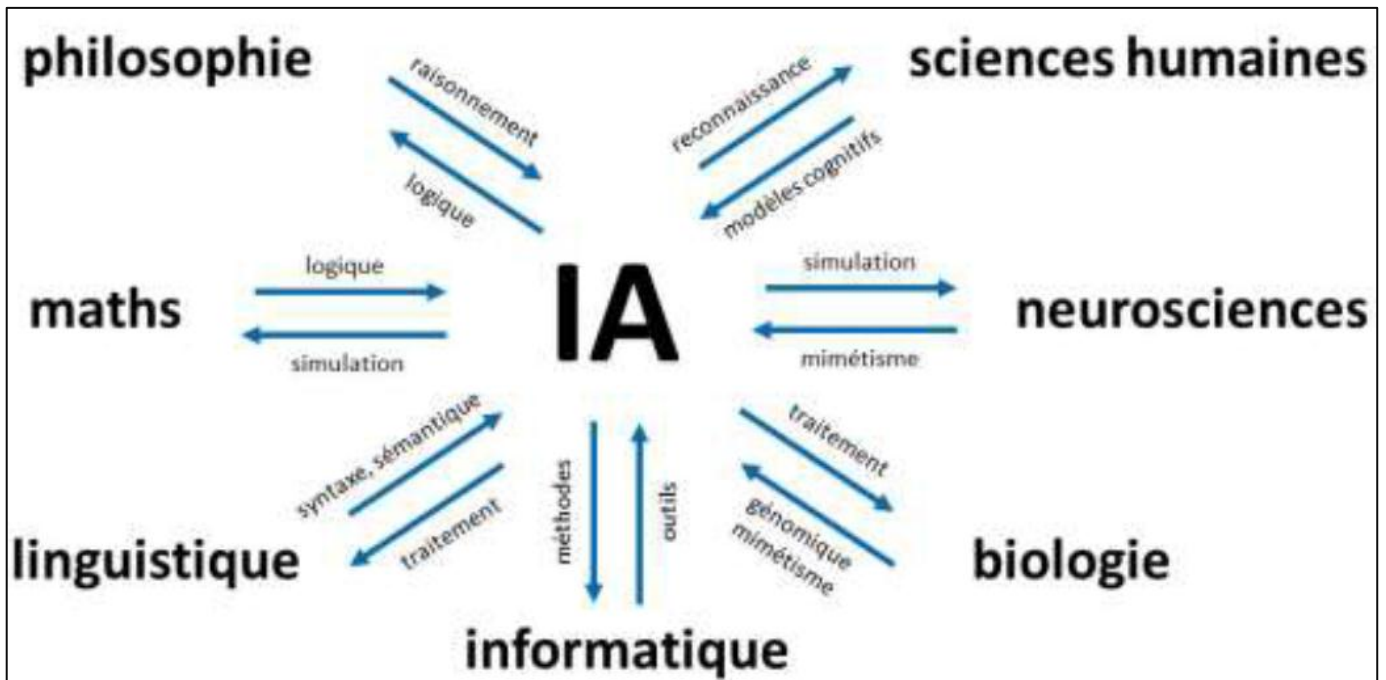 philosophie
raisonnement
logique
sciences humaines
reconnaissance
modèles cognitifs
maths
logique
simulation
IA
simulation
mimétisme
neurosciences
linguistique
syntaxe, sémantique
traitement
méthodes
outils
informatique
traitement
génomique
mimétisme
biologie